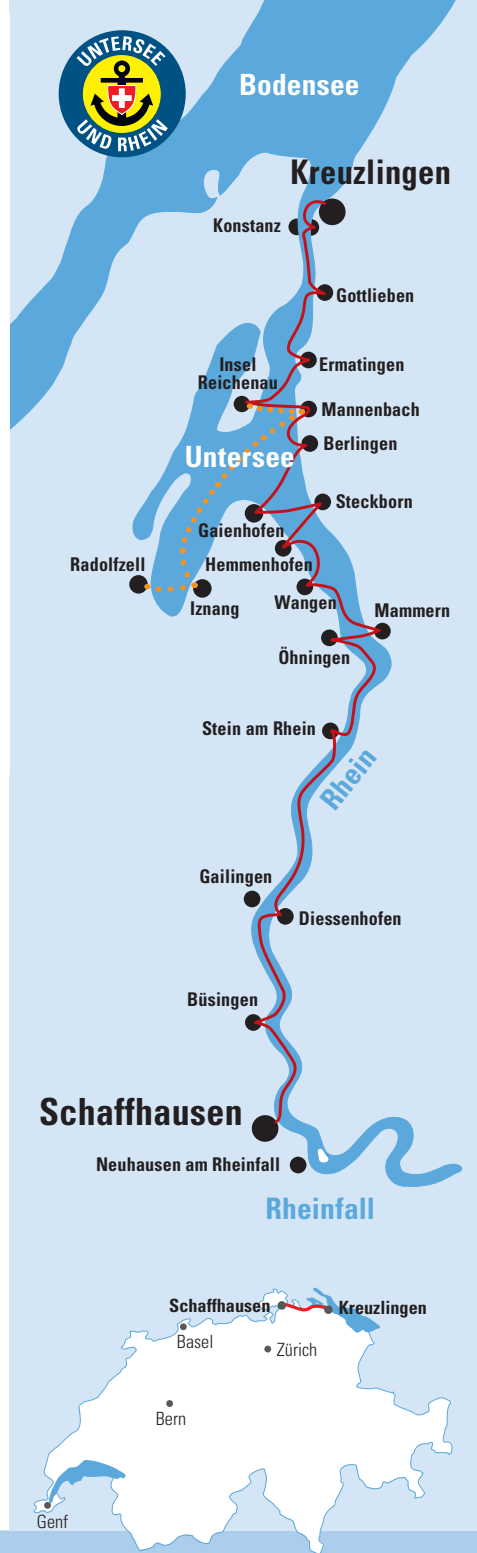 UNTERSEE
UND RHEIN
Bodensee
Kreuzlingen
Konstanz
Gottlieben
Ermatingen
Insel
Reichenau
Mannenbach
Berlingen
Untersee
Steckborn
Gaienhofen
Hemmenhofen
Radolfzell
Iznang
Wangen
Mammern
Öhningen
Stein am Rhein
Rhein
Gailingen
Diessenhofen
Büsingen
Schaffhausen
Neuhausen am Rheinfall
Rheinfall
Schaffhausen
Kreuzlingen
Basel
Zürich
Bern
Genf